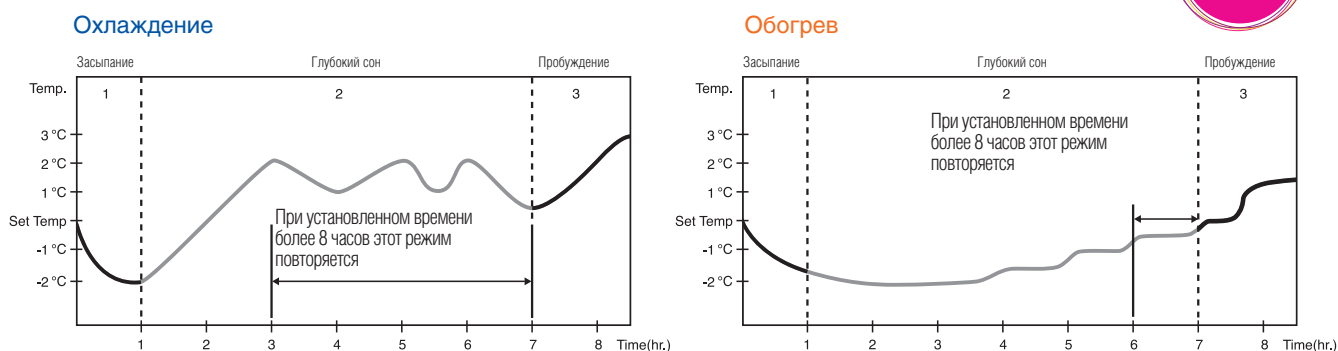 Охлаждение
Засыпание Глубокий сон Пробуждение
Temp.
1 2 3
3 °C
2 °C
1 °C
Set Temp
-1 °C
-2 °C
При установленном времени
более 8 часов этот режим
повторяется
1 2 3 4 5 6 7 8 Time(hr.)
Обогрев
Засыпание Глубокий сон Пробуждение
Temp.
1 2 3
При установленном времени
более 8 часов этот режим
повторяется
3 °C
2 °C
1 °C
Set Temp
-1 °C
-2 °C
1 2 3 4 5 6 7 8 Time(hr.)